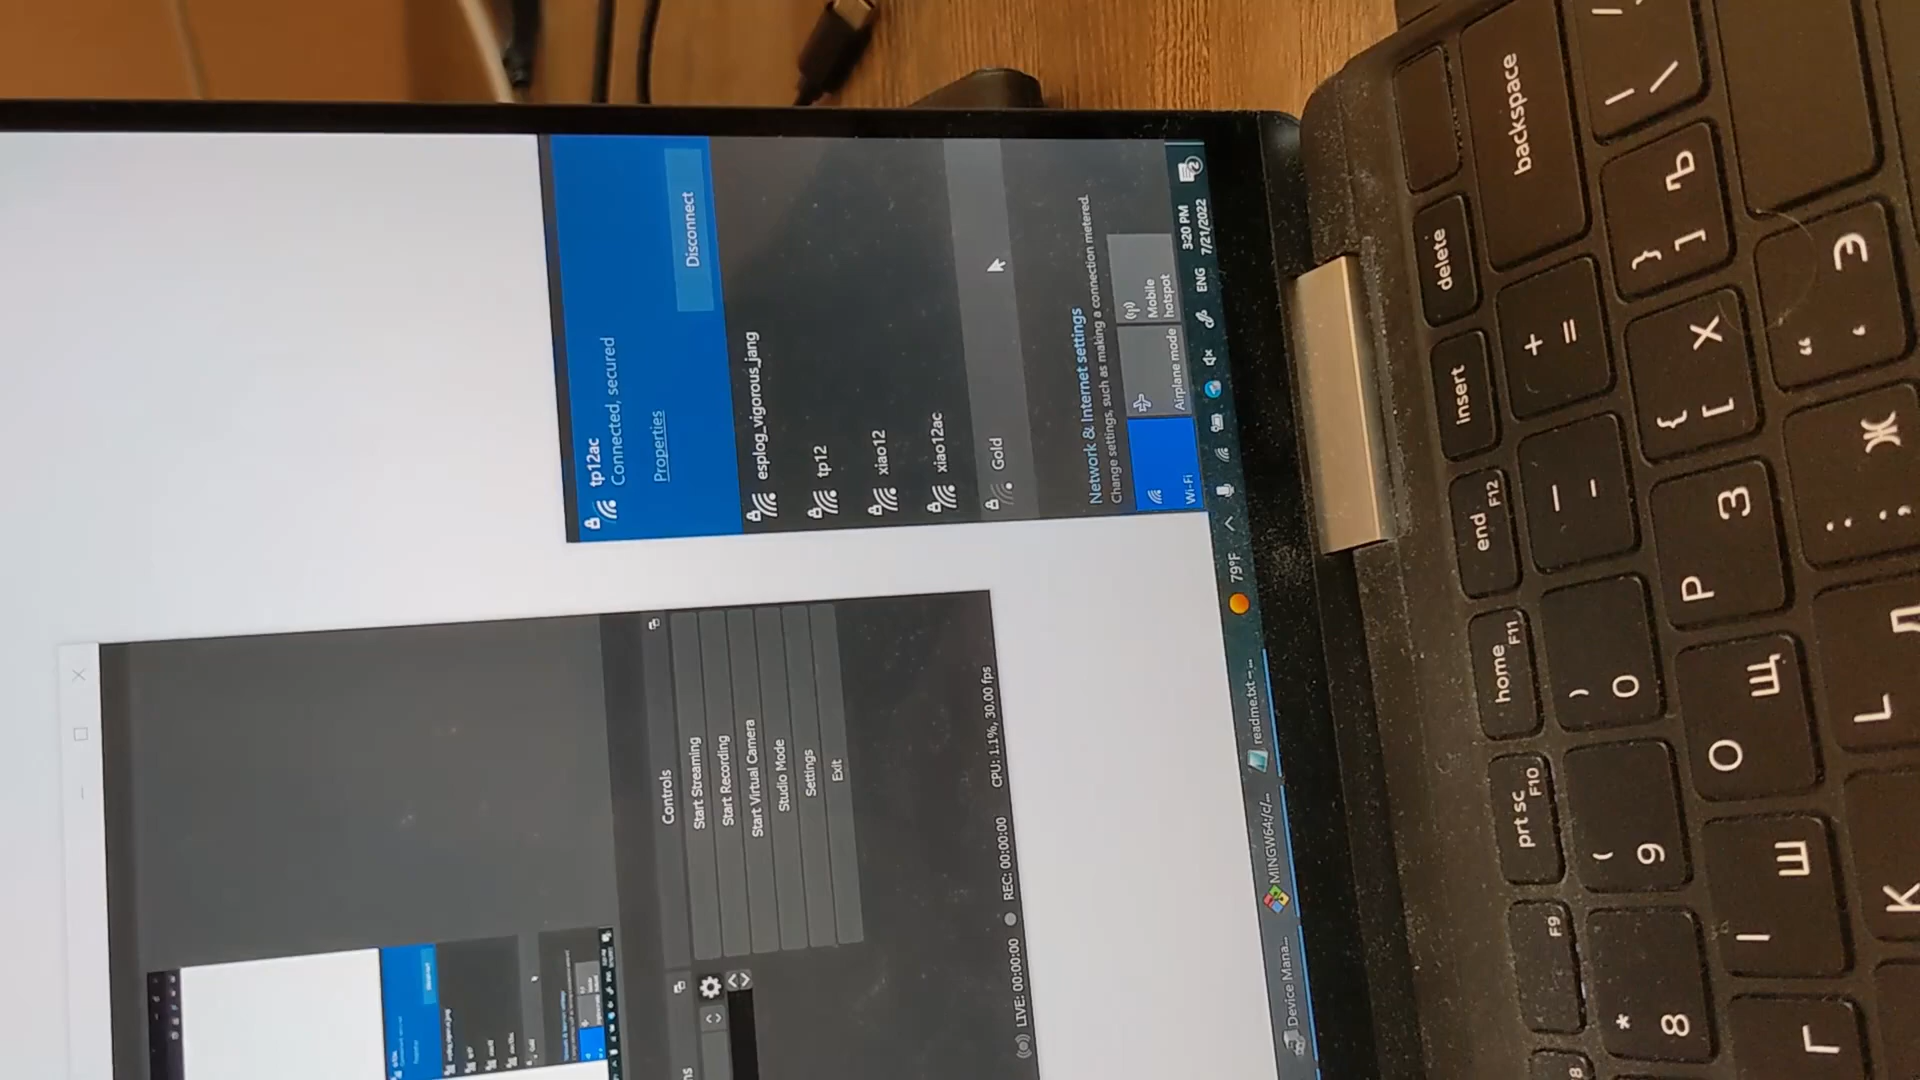 tp12ac
Connected, secured
Properties
Disconnect
esplog_vigorous_jang
tp12
xiao12
xiao12ac
Gold
Network & Internet settings
Change settings, such as making a connection metered.
Wi-Fi
Airplane mode
Mobile
hotspot
Controls
Start Streaming
Start Recording
Start Virtual Camera
Studio Mode
Settings
Exit
LIVE: 00:00:00
REC: 00:00:00
CPU: 1.1%, 30.00 fps
Device Mana...
MINGW64:/c/...
readme.txt - ...
79°F
ENG
3:20 PM
7/21/2022
2
F9
prt sc
F10
home
F11
end
F12
insert
delete
*
8
(
9
)
0
_
-
+
=
backspace
Г
I
Ш
O
Щ
P
З
{
[
Х
}
]
Ъ
|
\
/
K
L
Д
:
;
Ж
“
‘
Э